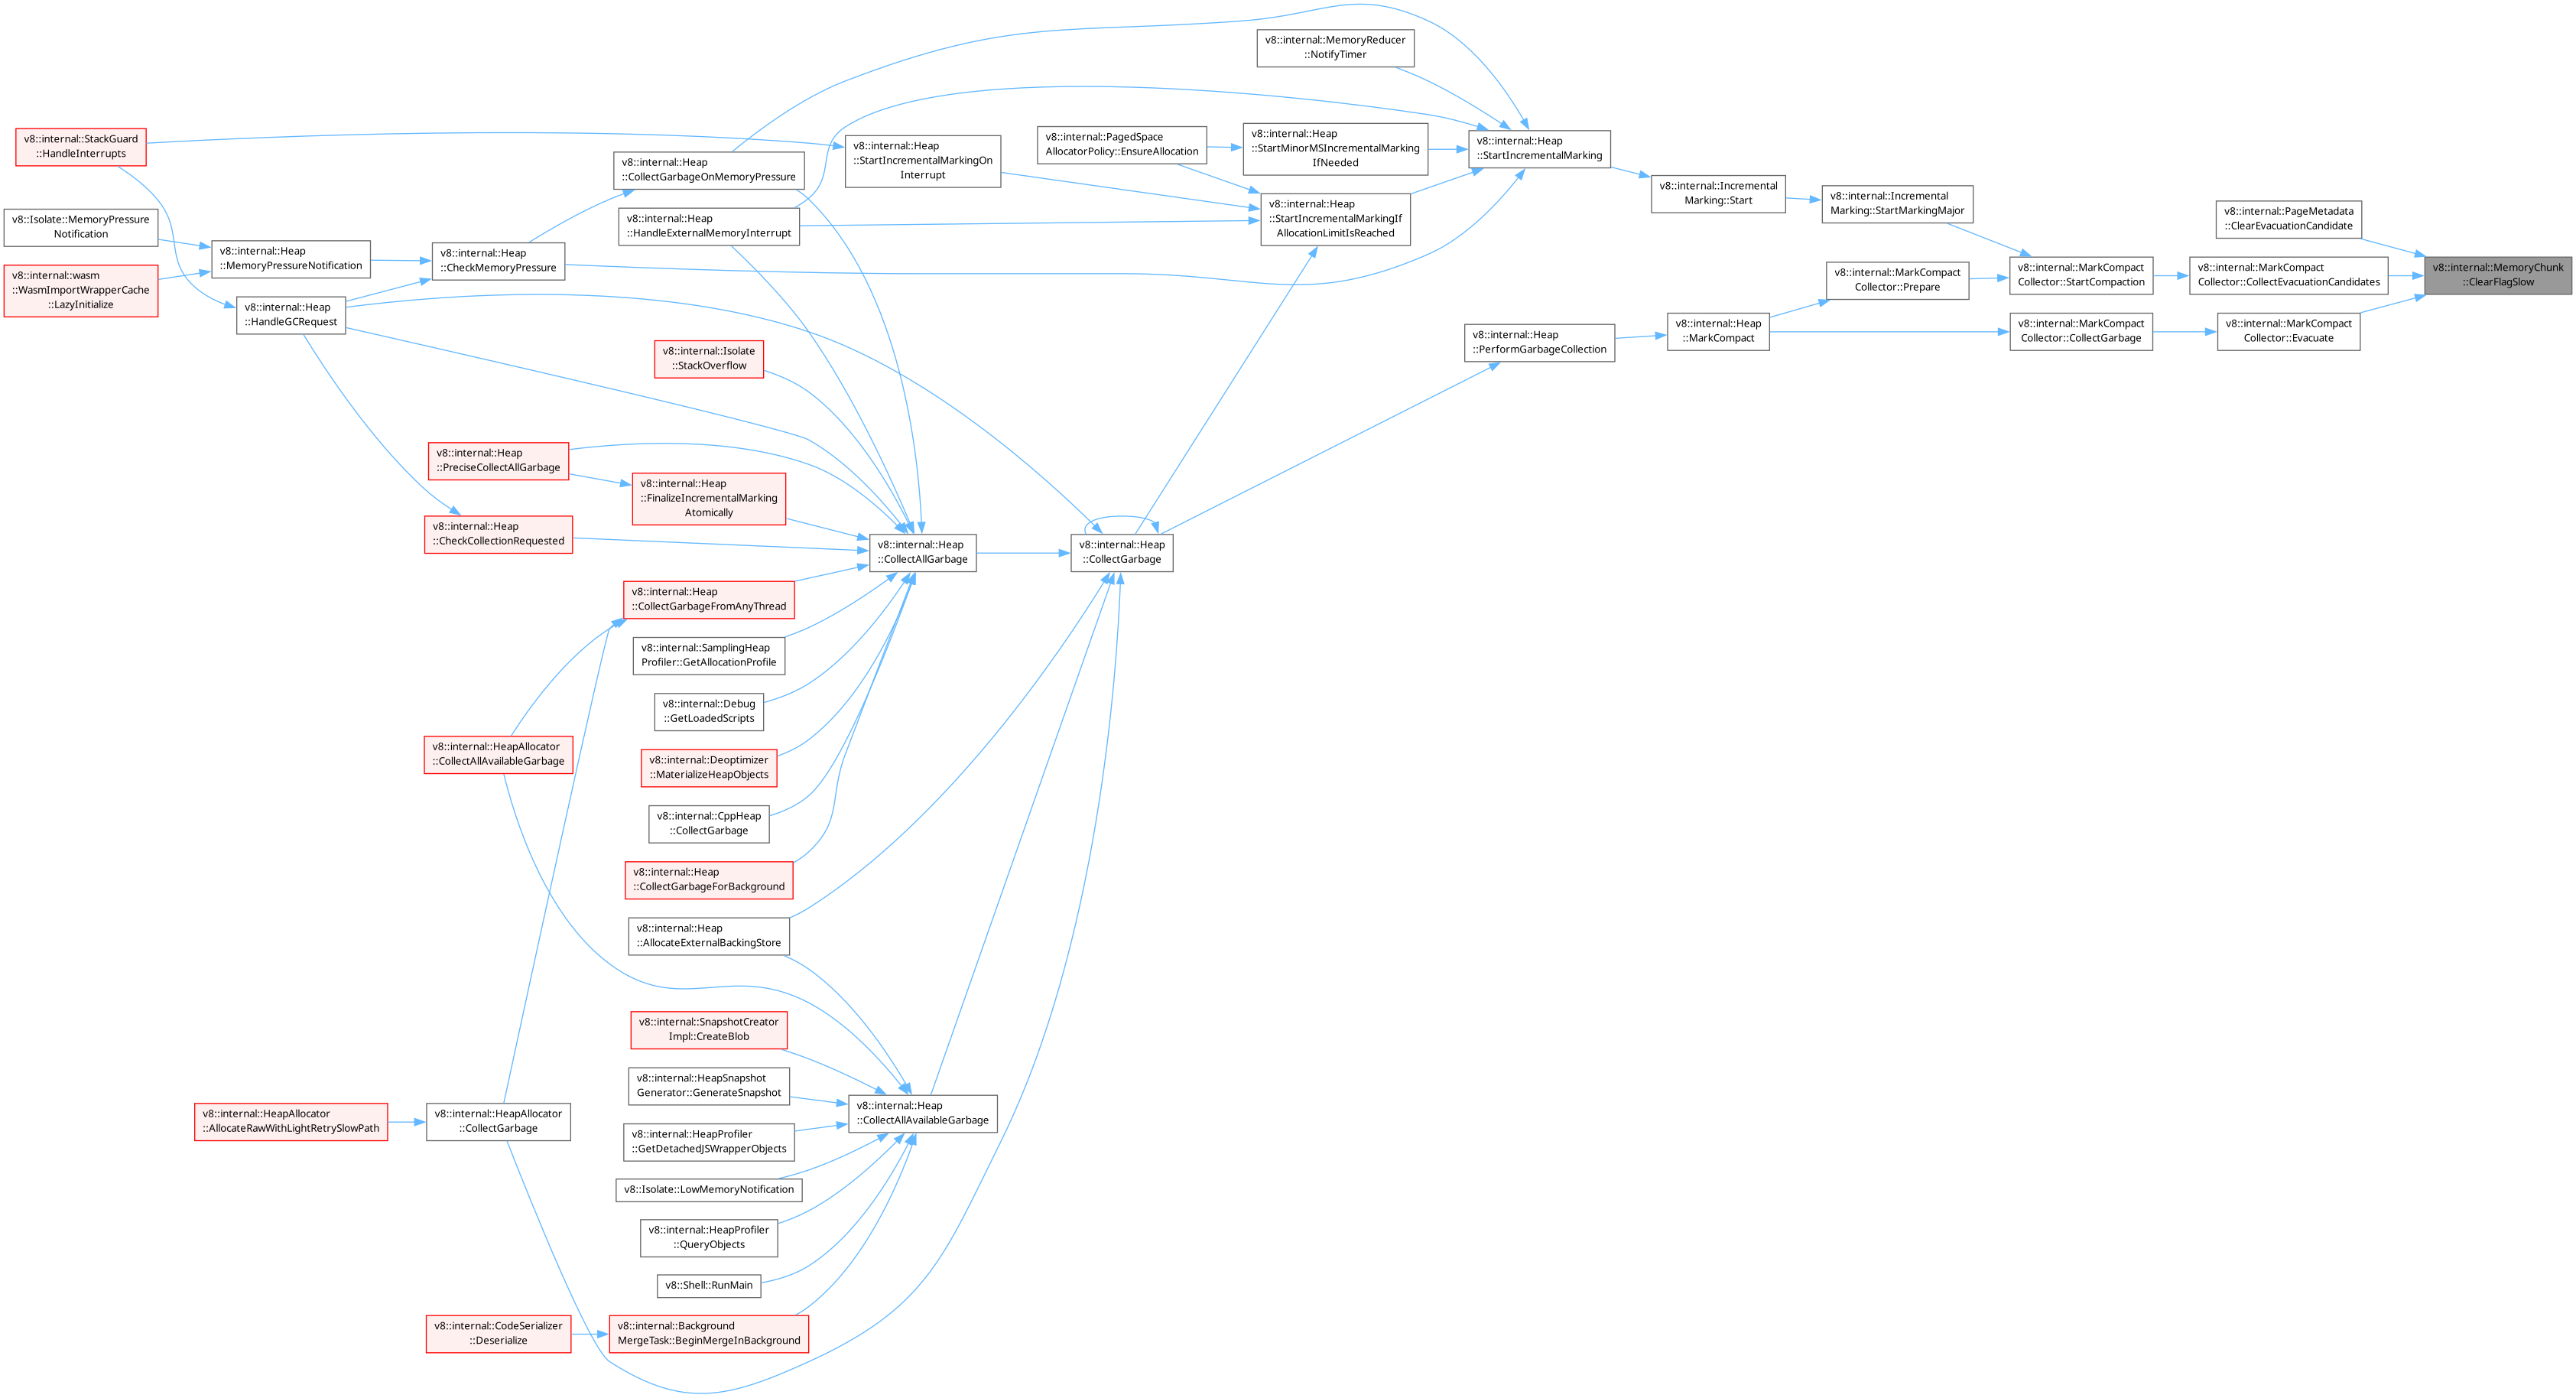 v8::internal::MemoryReducer
::NotifyTimer
v8::internal::StackGuard
::HandleInterrupts
v8::internal::Heap
::CollectGarbageOnMemoryPressure
v8::internal::Heap
::StartIncrementalMarkingOn
Interrupt
v8::internal::PagedSpace
AllocatorPolicy::EnsureAllocation
v8::internal::Heap
::StartMinorMSIncrementalMarking
IfNeeded
v8::internal::Heap
::StartIncrementalMarking
v8::Isolate::MemoryPressure
Notification
v8::internal::wasm
::WasmImportWrapperCache
::LazyInitialize
v8::internal::Heap
::MemoryPressureNotification
v8::internal::Heap
::HandleGCRequest
v8::internal::Heap
::CheckMemoryPressure
v8::internal::Heap
::HandleExternalMemoryInterrupt
v8::internal::Heap
::StartIncrementalMarkingIf
AllocationLimitIsReached
v8::internal::Incremental
Marking::Start
v8::internal::Incremental
Marking::StartMarkingMajor
v8::internal::PageMetadata
::ClearEvacuationCandidate
v8::internal::MarkCompact
Collector::Prepare
v8::internal::MarkCompact
Collector::StartCompaction
v8::internal::MarkCompact
Collector::CollectEvacuationCandidates
v8::internal::MemoryChunk
::ClearFlagSlow
v8::internal::Heap
::PerformGarbageCollection
v8::internal::Heap
::MarkCompact
v8::internal::MarkCompact
Collector::CollectGarbage
v8::internal::MarkCompact
Collector::Evacuate
v8::internal::Isolate
::StackOverflow
v8::internal::Heap
::PreciseCollectAllGarbage
v8::internal::Heap
::FinalizeIncrementalMarking
Atomically
v8::internal::Heap
::CheckCollectionRequested
v8::internal::Heap
::CollectAllGarbage
v8::internal::Heap
::CollectGarbage
v8::internal::Heap
::CollectGarbageFromAnyThread
v8::internal::SamplingHeap
Profiler::GetAllocationProfile
v8::internal::Debug
::GetLoadedScripts
v8::internal::HeapAllocator
::CollectAllAvailableGarbage
v8::internal::Deoptimizer
::MaterializeHeapObjects
v8::internal::CppHeap
::CollectGarbage
v8::internal::Heap
::CollectGarbageForBackground
v8::internal::Heap
::AllocateExternalBackingStore
v8::internal::SnapshotCreator
Impl::CreateBlob
v8::internal::HeapSnapshot
Generator::GenerateSnapshot
v8::internal::HeapAllocator
::AllocateRawWithLightRetrySlowPath
v8::internal::HeapAllocator
::CollectGarbage
v8::internal::HeapProfiler
::GetDetachedJSWrapperObjects
v8::internal::Heap
::CollectAllAvailableGarbage
v8::Isolate::LowMemoryNotification
v8::internal::HeapProfiler
::QueryObjects
v8::Shell::RunMain
v8::internal::CodeSerializer
::Deserialize
v8::internal::Background
MergeTask::BeginMergeInBackground